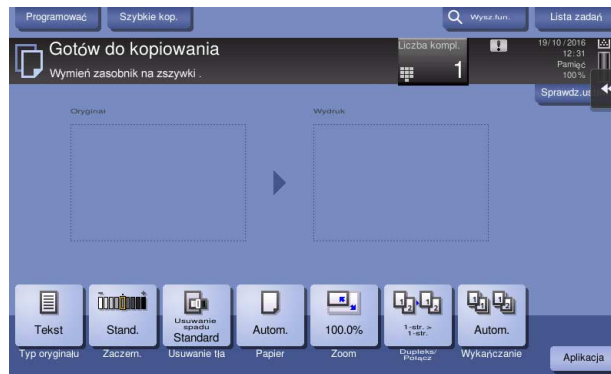 Programować
Szybkie kop.
Wysz.fun.
Lista zadań
Gotów do kopiowania
Wymień zasobnik na zszywki .
Liczba kompl.
1
19/10/2016
12:31
Pamięć
100%
Sprawdz.us
Oryginał
Wydruk
Tekst
Stand.
Usuwanie
spadu
Standard
Autom.
100.0%
1-str. >
1-str.
Autom.
Typ oryginału
Zaczern.
Usuwanie tła
Papier
Zoom
Dupleks/
Połącz
Wykańczanie
Aplikacja